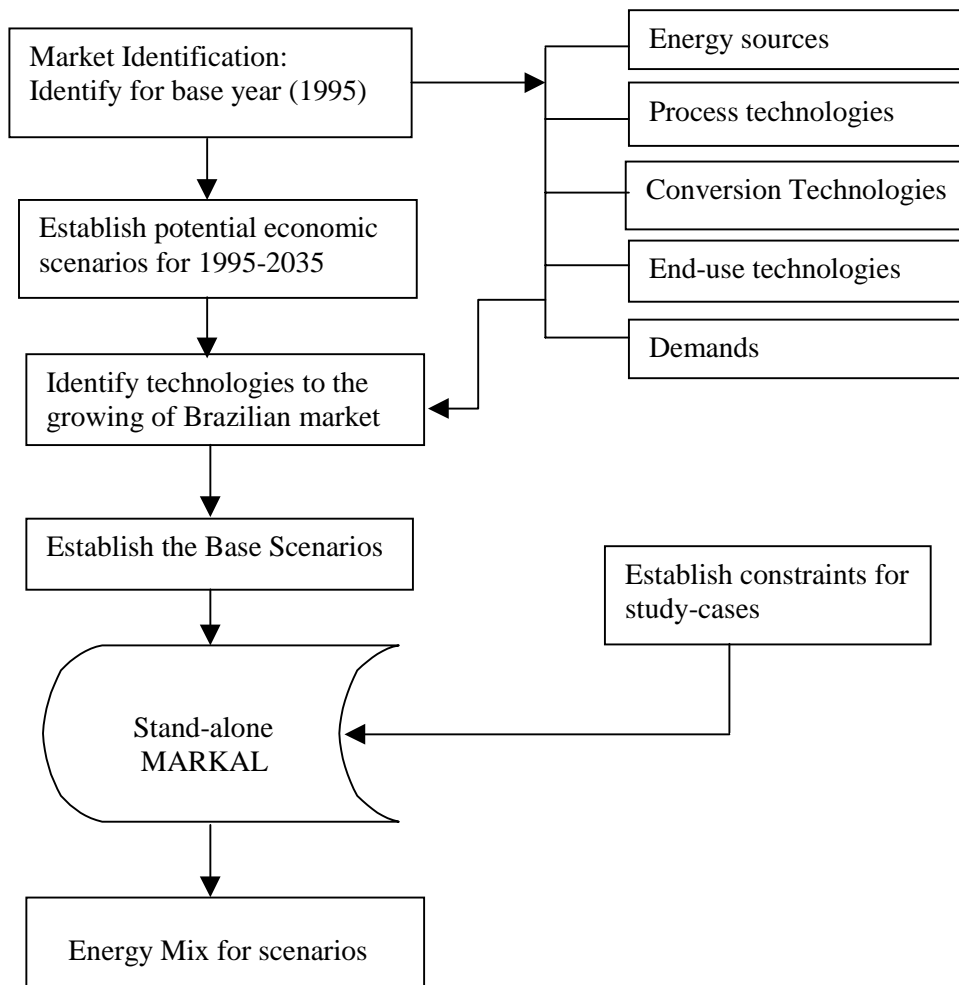 Market Identification:
Identify for base year (1995)
Energy sources
Process technologies
Conversion Technologies
End-use technologies
Demands
Establish potential economic
scenarios for 1995-2035
Identify technologies to the
growing of Brazilian market
Establish the Base Scenarios
Establish constraints for
study-cases
Stand-alone
MARKAL
Energy Mix for scenarios